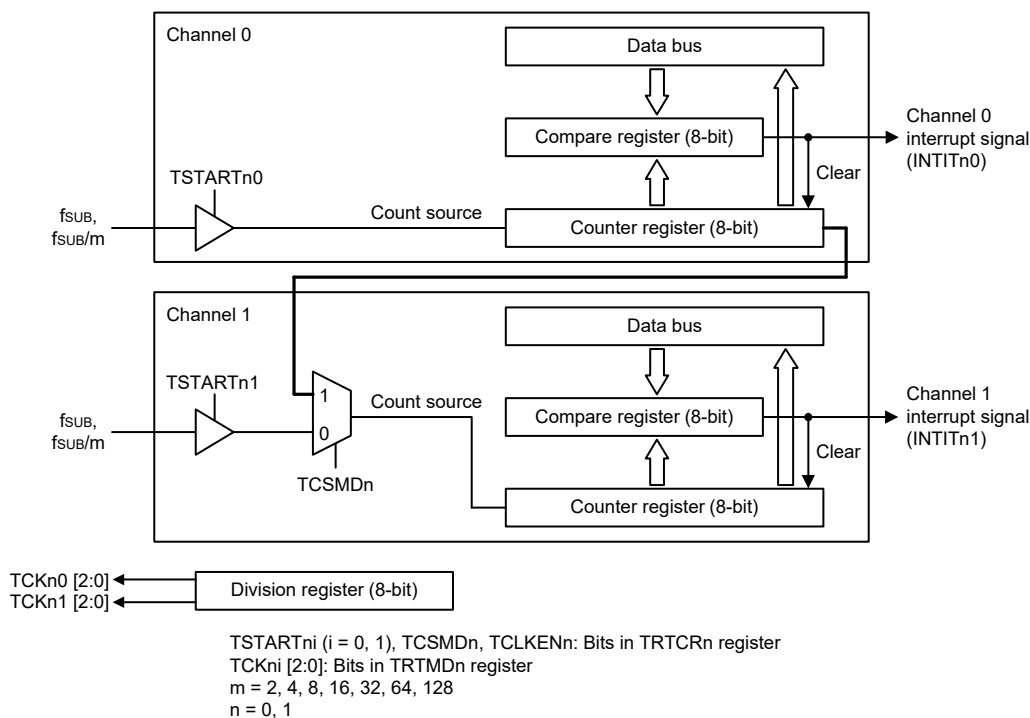 Channel 0
Data bus
Compare register (8-bit)
Channel 0
interrupt signal
(INTITn0)
Clear
TSTARTn0
fSUB,
fSUB/m
Count source
Counter register (8-bit)
Channel 1
Data bus
TSTARTn1
1
0
Count source
Compare register (8-bit)
Channel 1
interrupt signal
(INTITn1)
fSUB,
fSUB/m
Clear
TCSMDn
Counter register (8-bit)
TCKn0 [2:0]
TCKn1 [2:0]
Division register (8-bit)
TSTARTni (i = 0, 1), TCSMDn, TCLKENn: Bits in TRTCRn register
TCKni [2:0]: Bits in TRTMDn register
m = 2, 4, 8, 16, 32, 64, 128
n = 0, 1